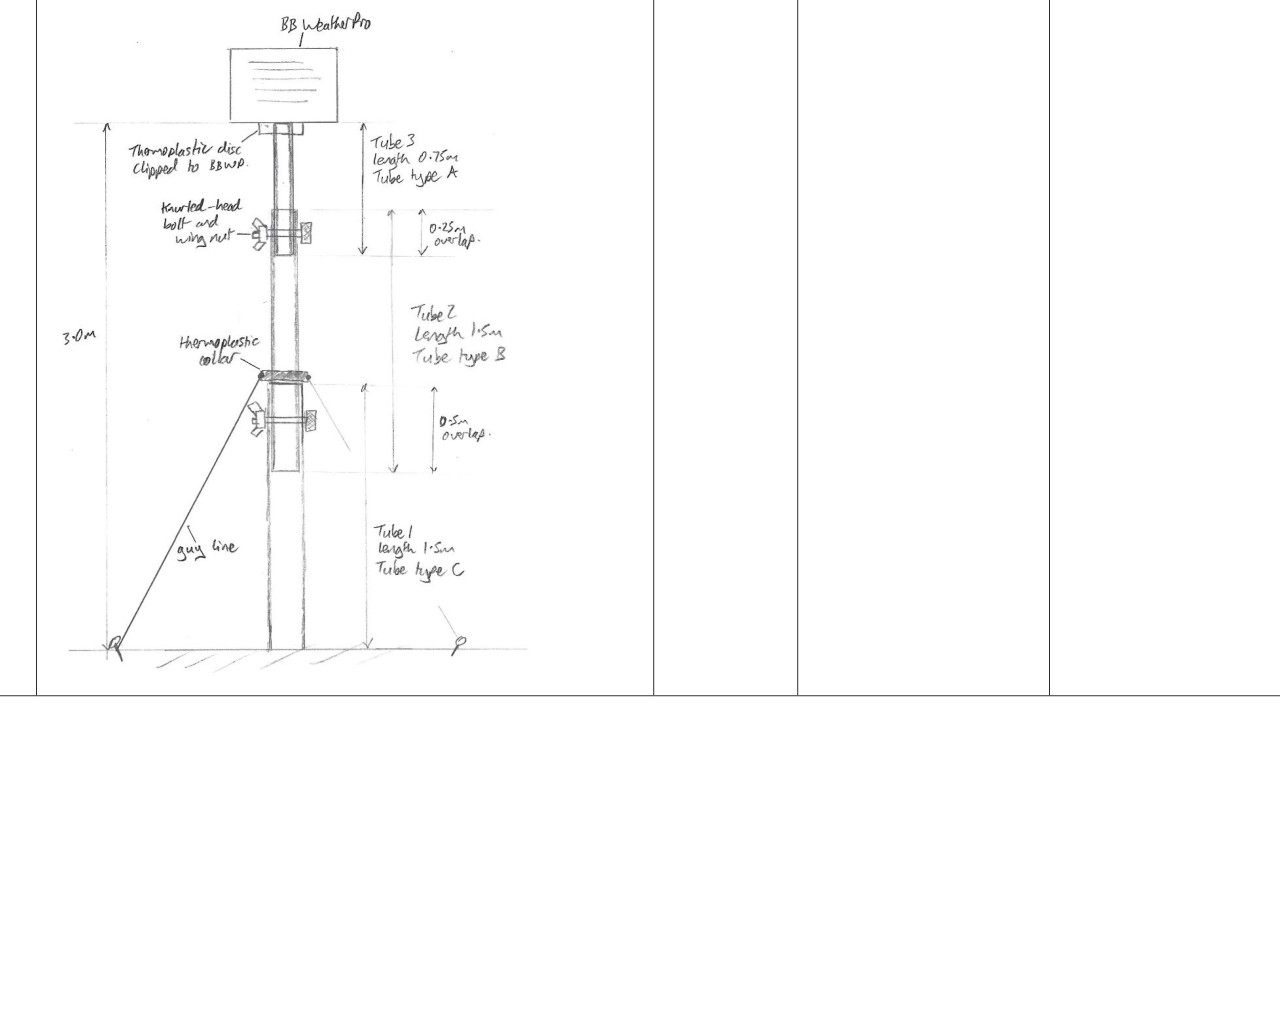 BB WeatherPro
Thermoplastic disc
clipped to BBWP.
Tube 3
length 0.75m
Tube type A
Knurled-head
bolt and
wing nut
0.25m
overlap.
3.0m
Tube 2
Length 1.5m
Tube type B
thermoplastic
collar
0.5m
overlap.
guy line
Tube 1
length 1.5m
Tube type C